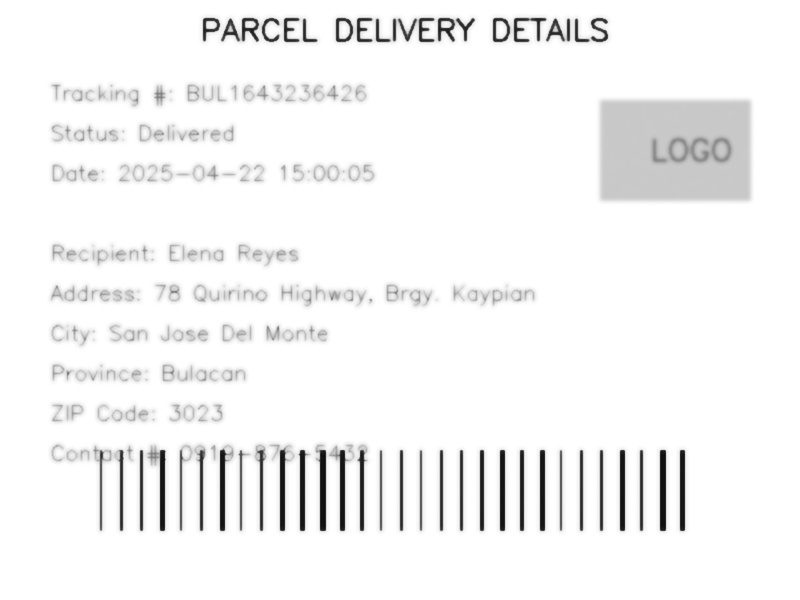 PARCEL DELIVERY DETAILS
Tracking #: BUL1643236426
Status: Delivered
Date: 2025-04-22 15:00:05
LOGO
Recipient: Elena Reyes
Address: 78 Quirino Highway, Brgy. Kaypian
City: San Jose Del Monte
Province: Bulacan
ZIP Code: 3023
Contact #: 0919-876-5432